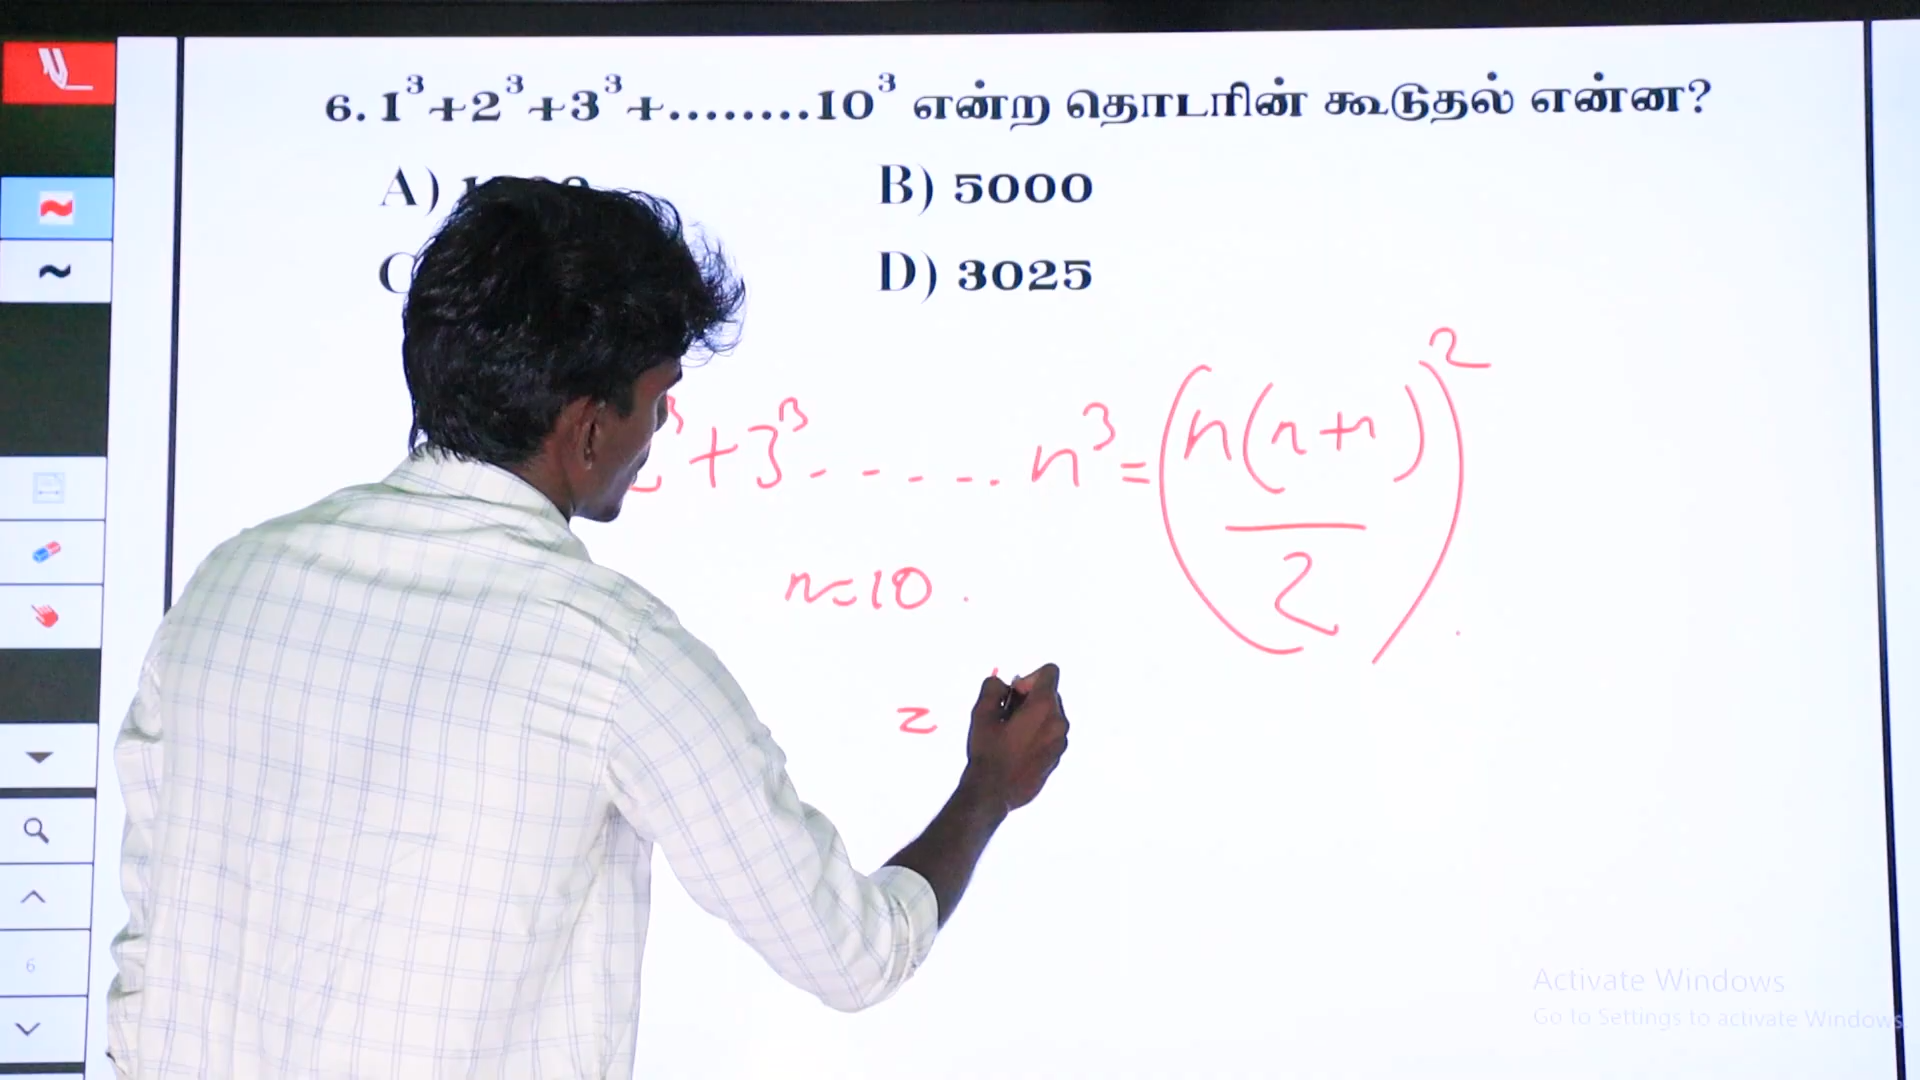 6. 1³+2³+3³+........10³ என்ற தொடரின் கூடுதல் என்ன?
A)
B) 5000
D) 3025
+3³ - - - - - . n³ = (n(n+n)/2)²
n=10 .
=
6
Activate Windows
Go to Settings to activate Windows.